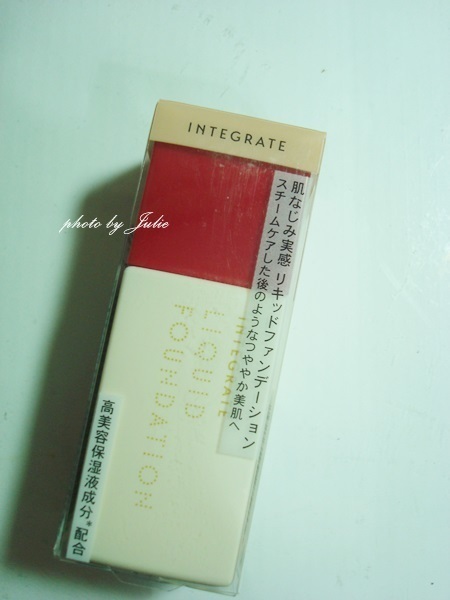 INTEGRATE
photo by Julie
肌なじみ実感 リキッドファンデーション
スチームケアした後のようなつややか美肌へ
INTEGRATE
LIQUID
FOUNDATION
高美容保湿液成分*配合